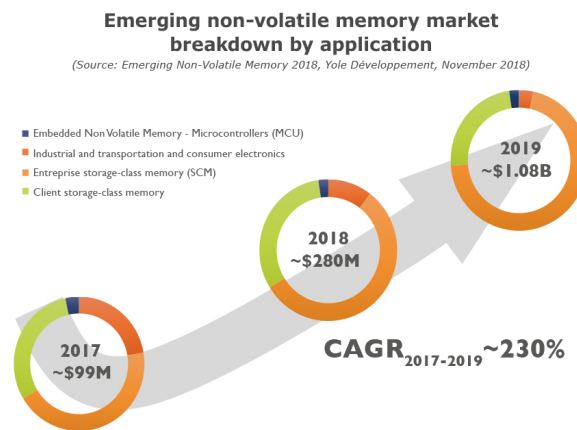 Emerging non-volatile memory market
breakdown by application
(Source: Emerging Non-Volatile Memory 2018, Yole Développement, November 2018)
Embedded Non Volatile Memory - Microcontrollers (MCU)
Industrial and transportation and consumer electronics
Entreprise storage-class memory (SCM)
Client storage-class memory
2019
~$1.08B
2018
~$280M
2017
~$99M
CAGR2017-2019~230%